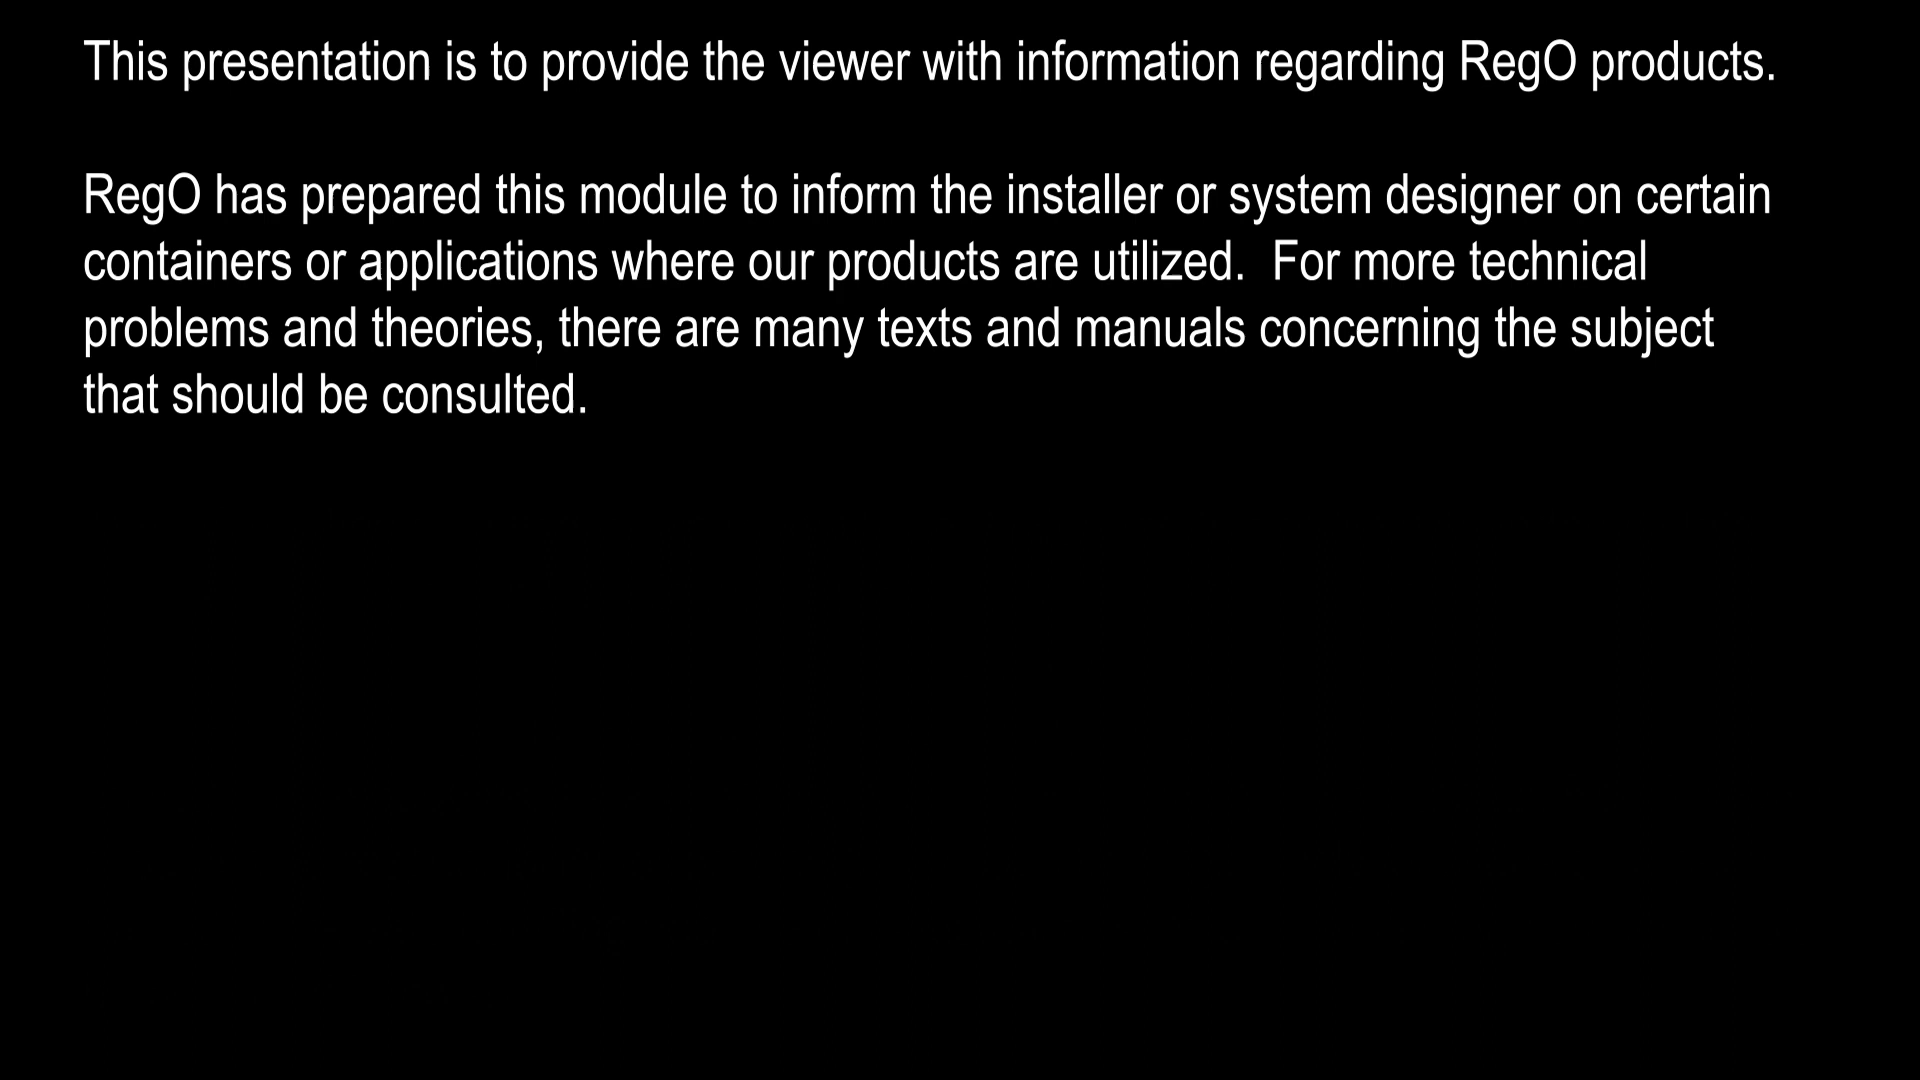 This presentation is to provide the viewer with information regarding RegO products.
RegO has prepared this module to inform the installer or system designer on certain
containers or applications where our products are utilized.  For more technical
problems and theories, there are many texts and manuals concerning the subject
that should be consulted.